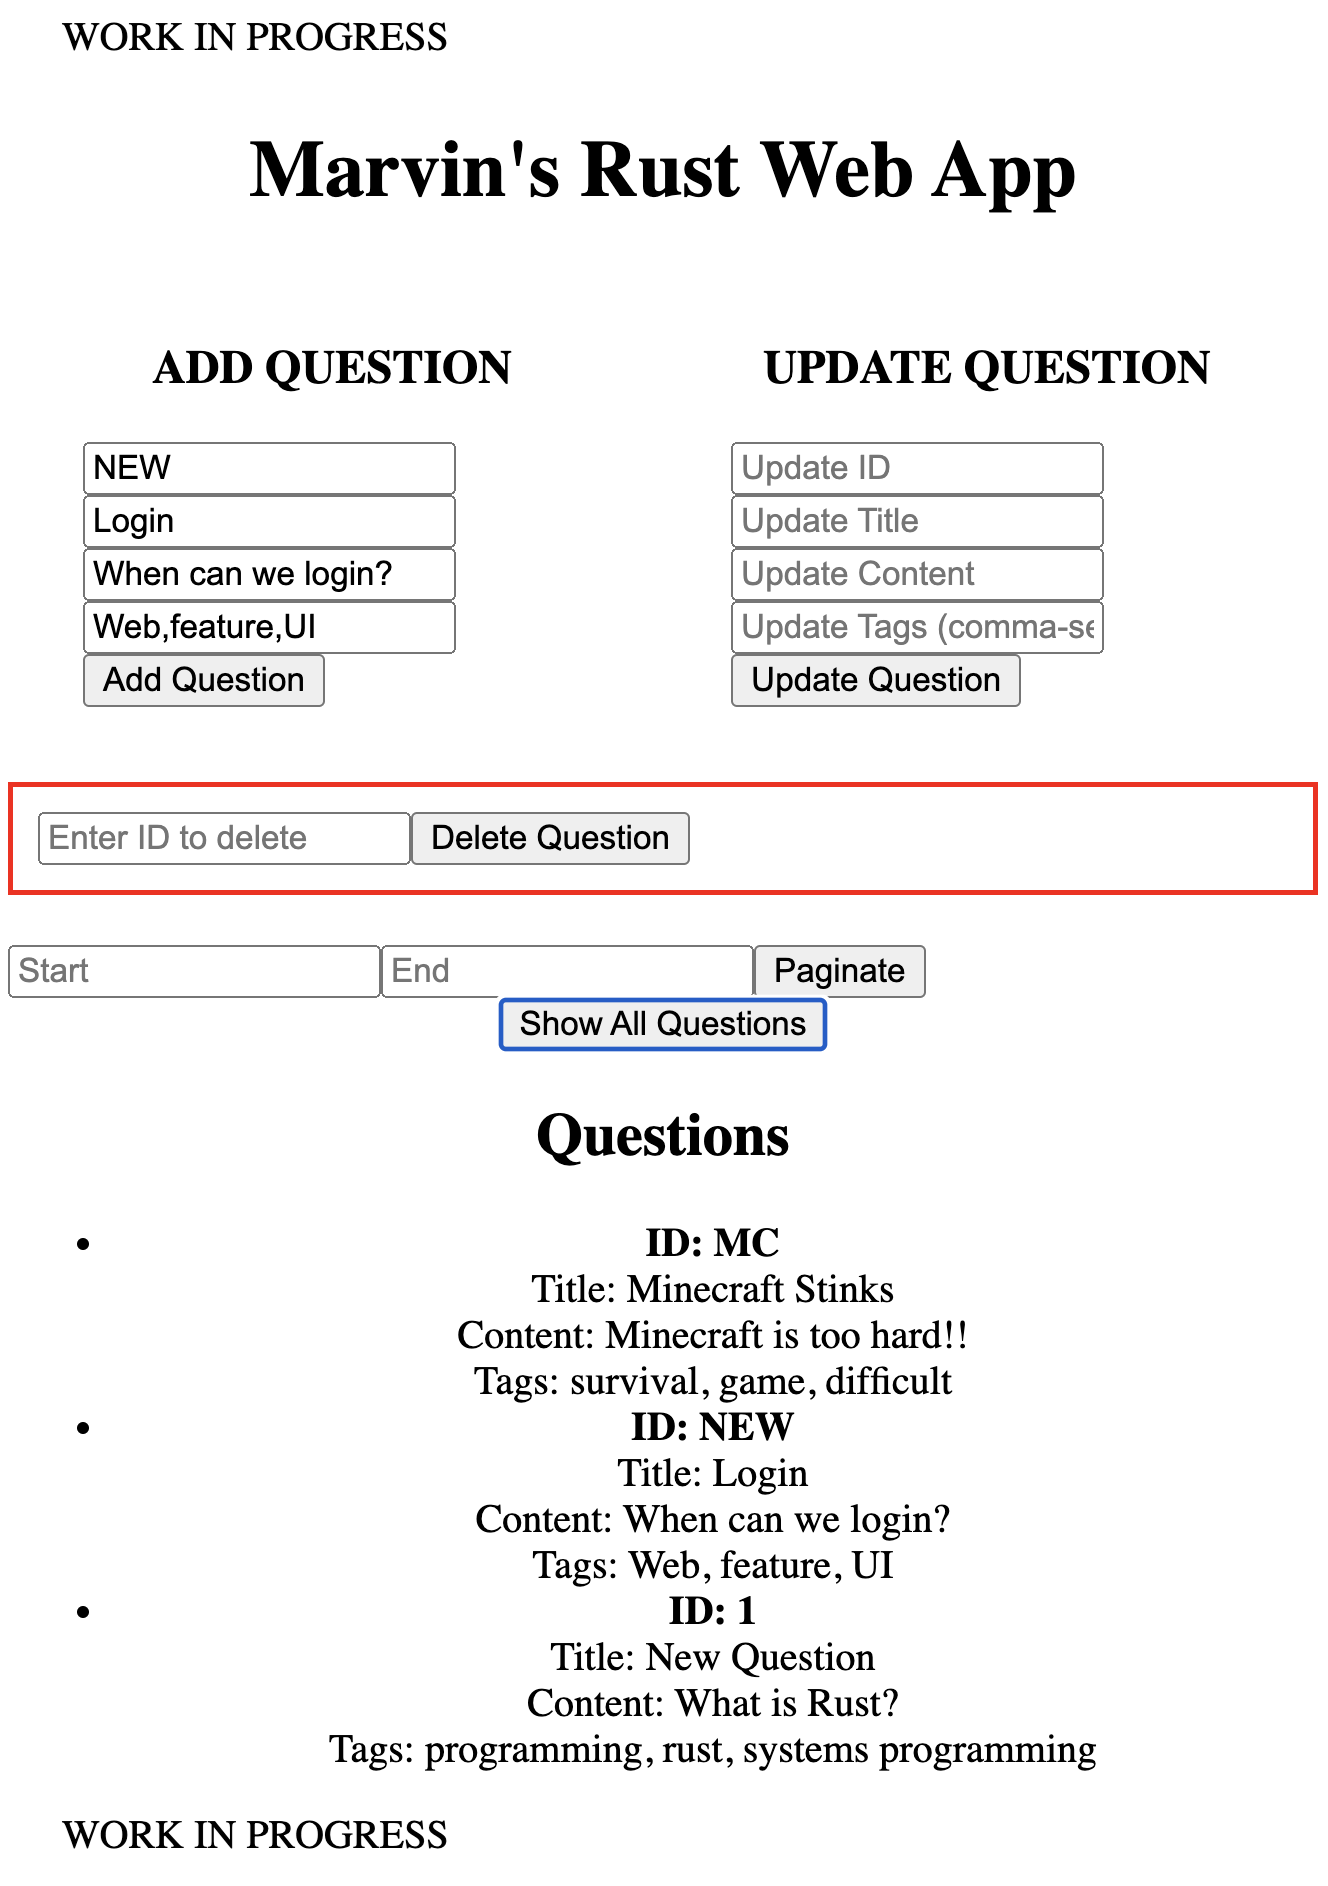 WORK IN PROGRESS
Marvin's Rust Web App
ADD QUESTION
NEW
Login
When can we login?
Web,feature,UI
Add Question
UPDATE QUESTION
Update ID
Update Title
Update Content
Update Tags (comma-se
Update Question
Enter ID to delete Delete Question
Start End Paginate
Show All Questions
Questions
• ID: MC
Title: Minecraft Stinks
Content: Minecraft is too hard!!
Tags: survival, game, difficult
• ID: NEW
Title: Login
Content: When can we login?
Tags: Web, feature, UI
• ID: 1
Title: New Question
Content: What is Rust?
Tags: programming, rust, systems programming
WORK IN PROGRESS